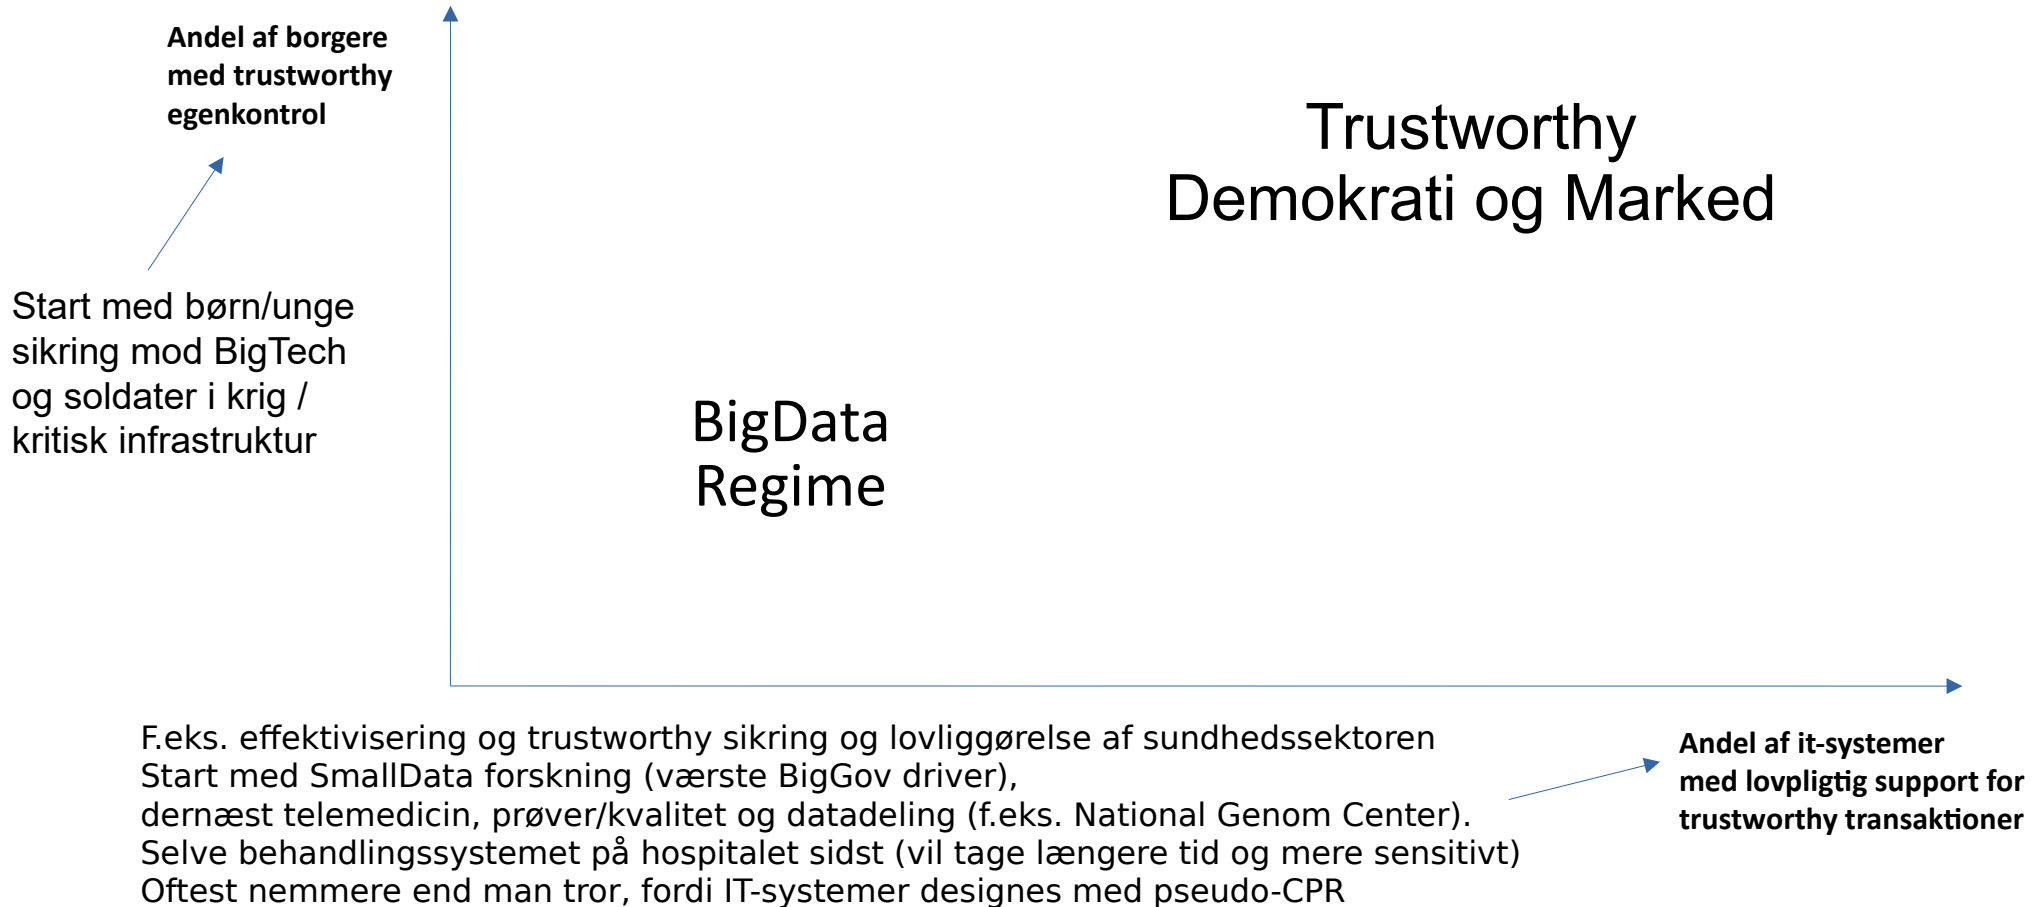 Andel af borgere
med trustworthy
egenkontrol
Trustworthy
Demokrati og Marked
Start med børn/unge
sikring mod BigTech
og soldater i krig /
kritisk infrastruktur
BigData
Regime
F.eks. effektivisering og trustworthy sikring og lovliggørelse af sundhedssektoren
Start med SmallData forskning (værste BigGov driver),
dernæst telemedicin, prøver/kvalitet og datadeling (f.eks. National Genom Center).
Selve behandlingssystemet på hospitalet sidst (vil tage længere tid og mere sensitivt)
Oftest nemmere end man tror, fordi IT-systemer designes med pseudo-CPR
Andel af it-systemer
med lovpligtig support for
trustworthy transaktioner